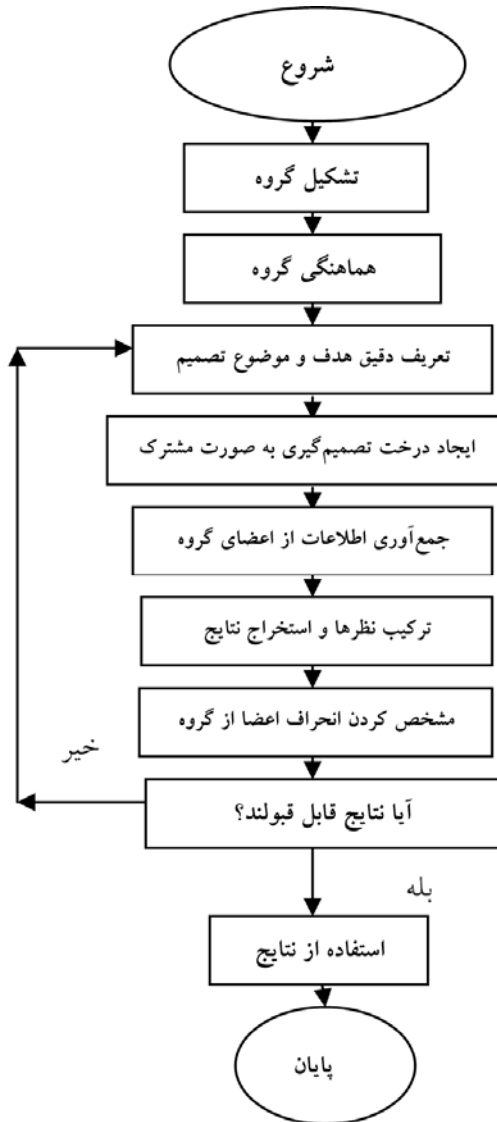 شروع
تشکیل گروه
هماهنگی گروه
تعریف دقیق هدف و موضوع تصمیم
ایجاد درخت تصمیم‌گیری به صورت مشترک
جمع‌آوری اطلاعات از اعضای گروه
ترکیب نظرها و استخراج نتایج
مشخص کردن انحراف اعضا از گروه
خیر
آیا نتایج قابل قبولند؟
بله
استفاده از نتایج
پایان